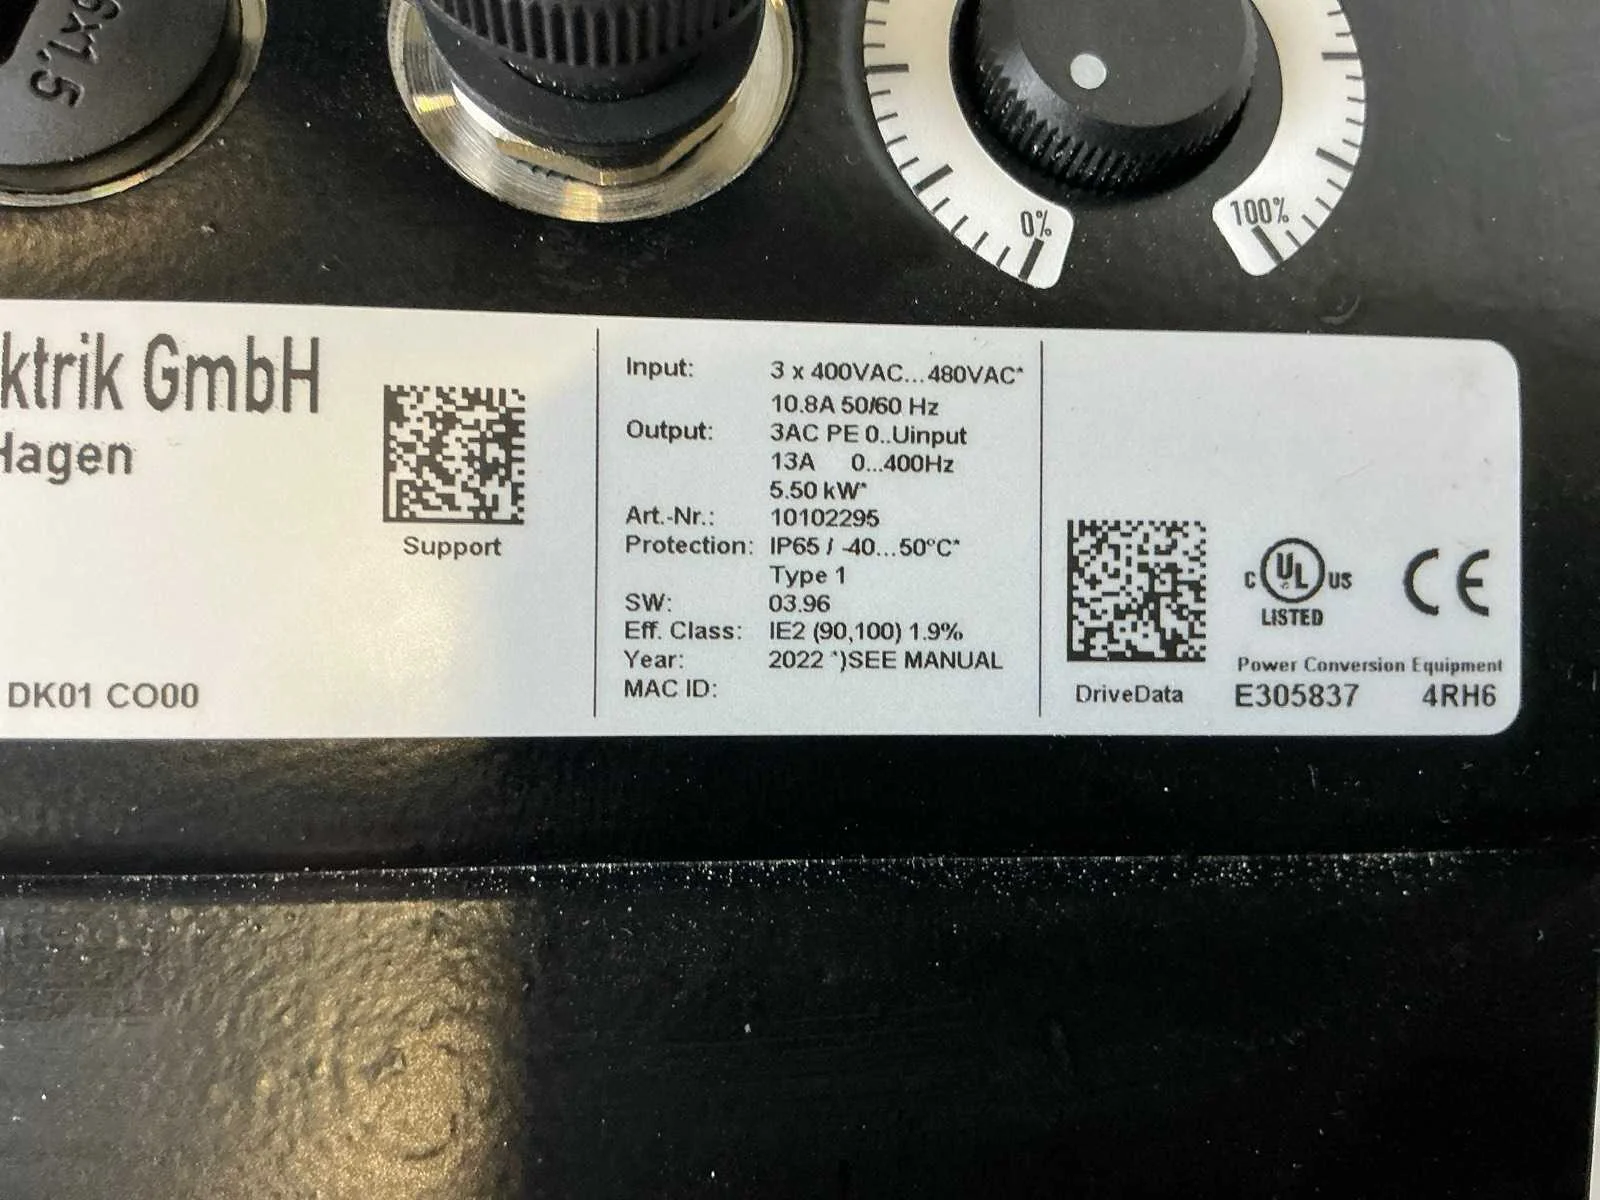 6x1,5
0%
100%
ktrik GmbH
Hagen
Support
DK01 CO00
Input: 3 x 400VAC...480VAC*
10.8A 50/60 Hz
Output: 3AC PE 0..Uinput
13A 0...400Hz
5.50 kW*
Art.-Nr.: 10102295
Protection: IP65 / -40...50°C*
Type 1
SW: 03.96
Eff. Class: IE2 (90,100) 1.9%
Year: 2022 *)SEE MANUAL
MAC ID:
DriveData
C UL US
LISTED
CE
Power Conversion Equipment
E305837 4RH6